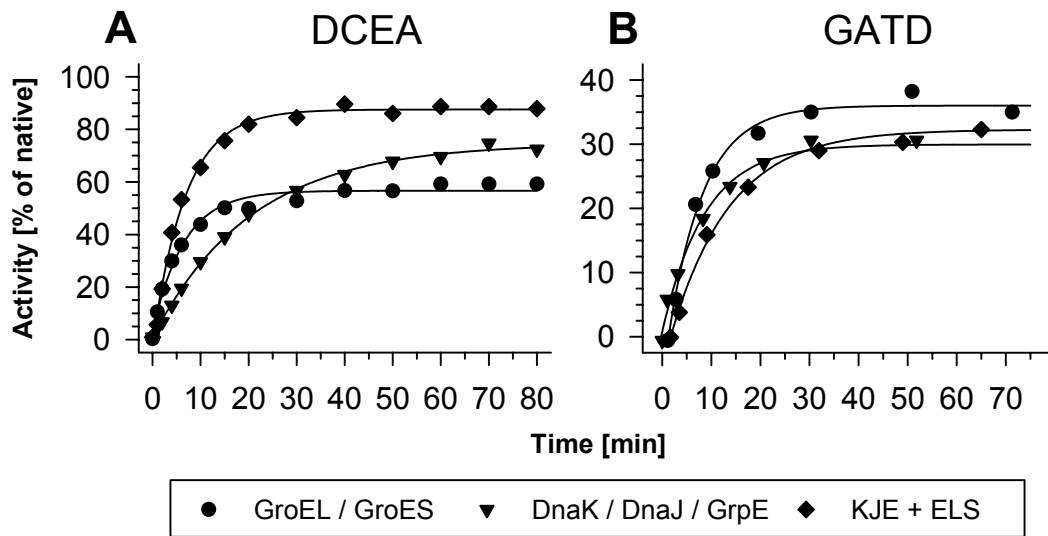 A DCEA B GATD
Activity [% of native]
100
80
60
40
20
0
40
30
20
10
0
0 10 20 30 40 50 60 70 80
0 10 20 30 40 50 60 70
Time [min]
GroEL / GroES DnaK / DnaJ / GrpE KJE + ELS